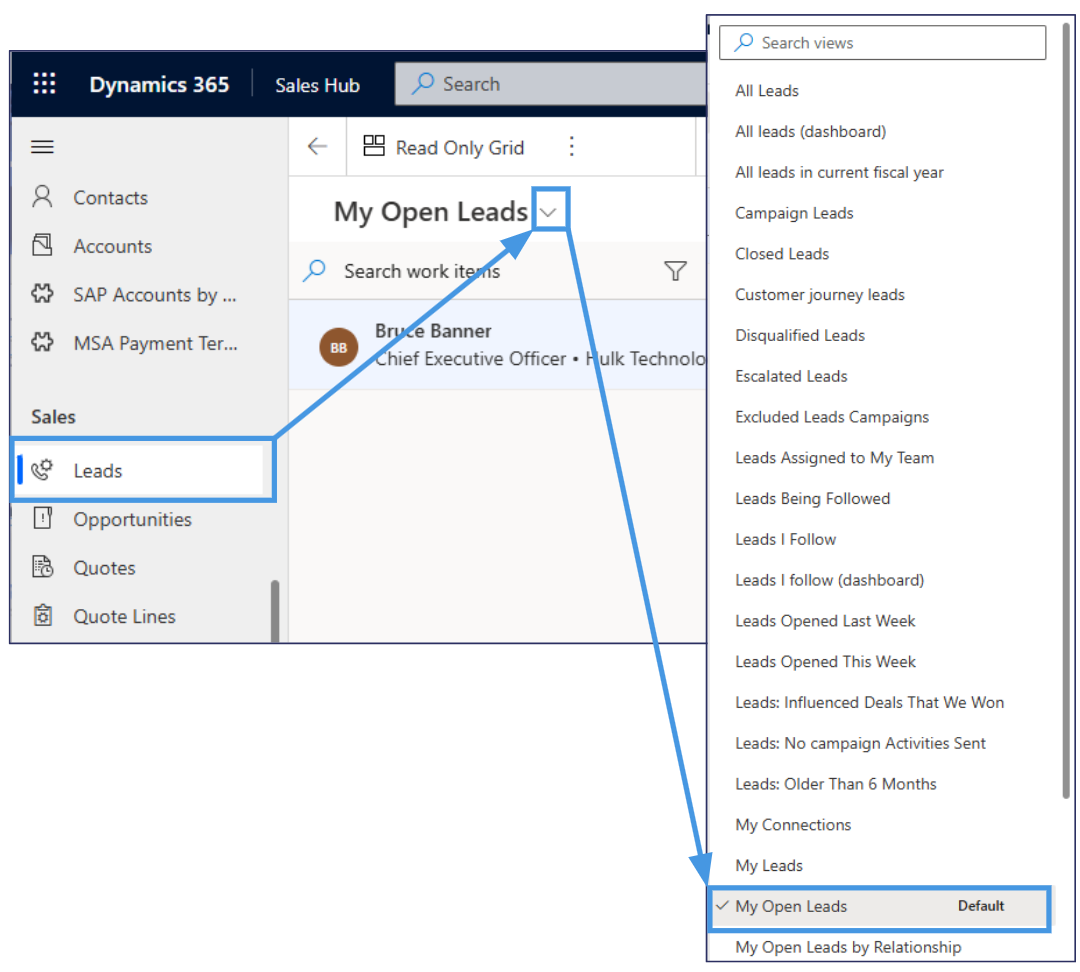 Dynamics 365
Sales Hub
Search
Contacts
Accounts
SAP Accounts by ...
MSA Payment Ter...
Sales
Leads
Opportunities
Quotes
Quote Lines
Read Only Grid
My Open Leads
Search work items
BB
Bruce Banner
Chief Executive Officer • Hulk Technolo
Search views
All Leads
All leads (dashboard)
All leads in current fiscal year
Campaign Leads
Closed Leads
Customer journey leads
Disqualified Leads
Escalated Leads
Excluded Leads Campaigns
Leads Assigned to My Team
Leads Being Followed
Leads I Follow
Leads I follow (dashboard)
Leads Opened Last Week
Leads Opened This Week
Leads: Influenced Deals That We Won
Leads: No campaign Activities Sent
Leads: Older Than 6 Months
My Connections
My Leads
My Open Leads Default
My Open Leads by Relationship